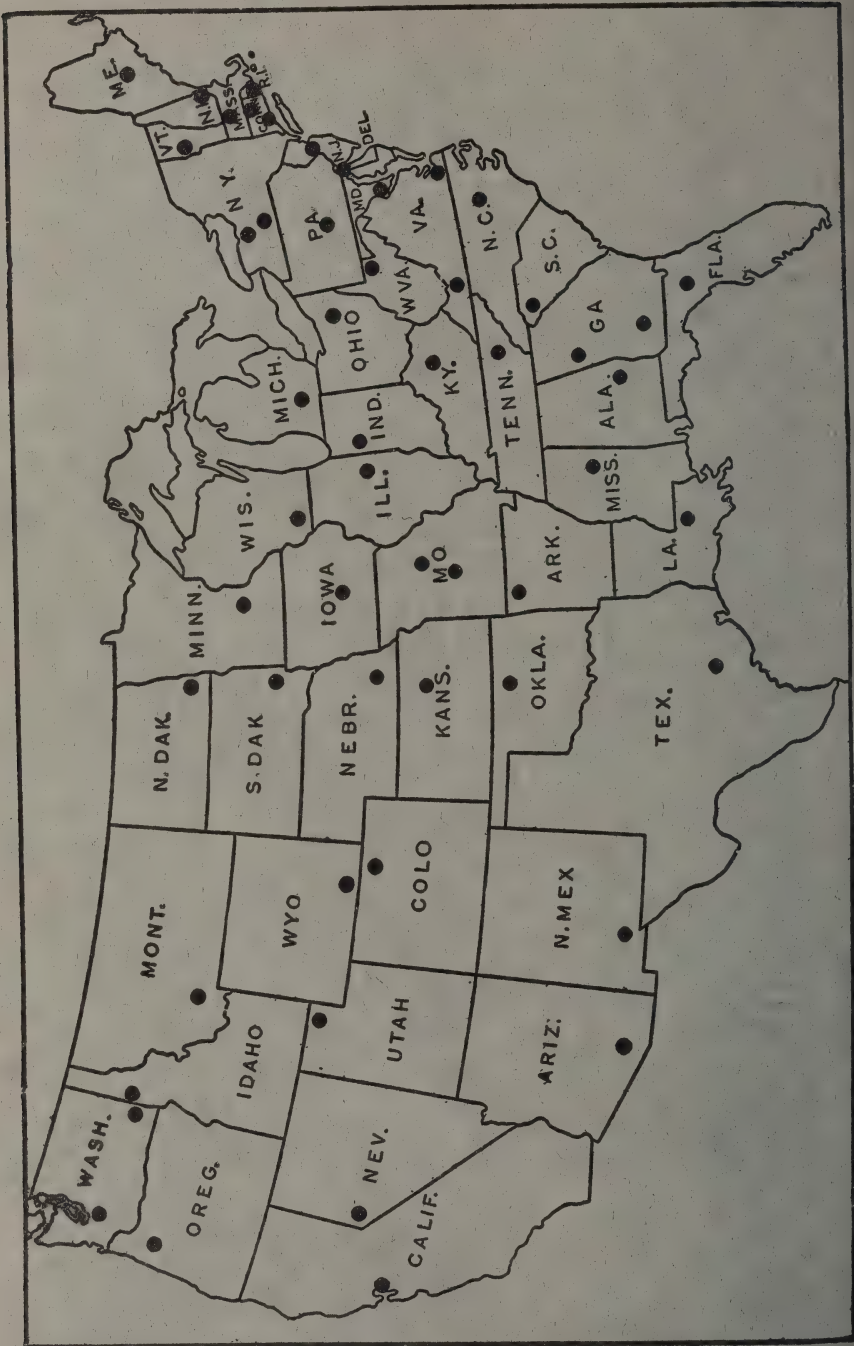 WASH.
OREG.
CALIF.
NEV.
IDAHO
MONT.
WYO
UTAH
COLO
ARIZ.
N.MEX
N. DAK.
S. DAK
NEBR.
KANS.
OKLA.
TEX.
MINN.
IOWA
MO
ARK.
LA.
WIS.
ILL.
MICH.
IND.
OHIO
KY.
TENN.
MISS.
ALA.
GA
FLA.
S.C.
N.C.
VA.
W VA.
MD.
DEL
N.J.
PA.
N Y.
VT.
N.H.
MASS
CONN
R.I.
ME.